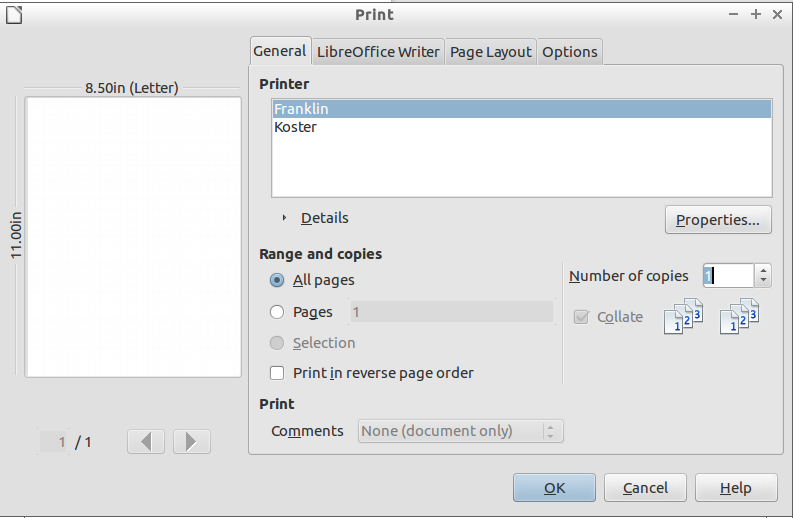 Print
General
LibreOffice Writer
Page Layout
Options
8.50in (Letter)
11.00in
1 / 1
Printer
Franklin
Koster
Details
Properties...
Range and copies
All pages
Pages 1
Selection
Print in reverse page order
Number of copies 1
Collate
1 2 3
1 2 3
Print
Comments None (document only)
OK
Cancel
Help